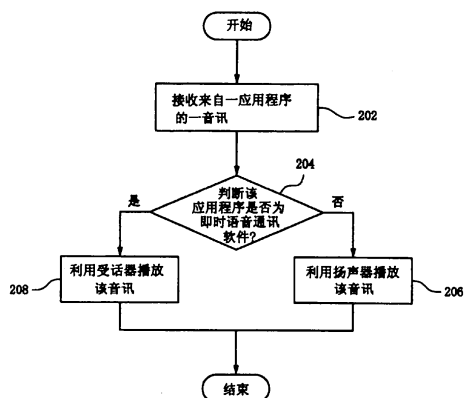 开始
接收来自一应用程序
的一音讯
202
204
判断该
应用程序是否为
即时语音通讯
软件?
是
否
利用受话器播放
该音讯
208
利用扬声器播放
该音讯
206
结束